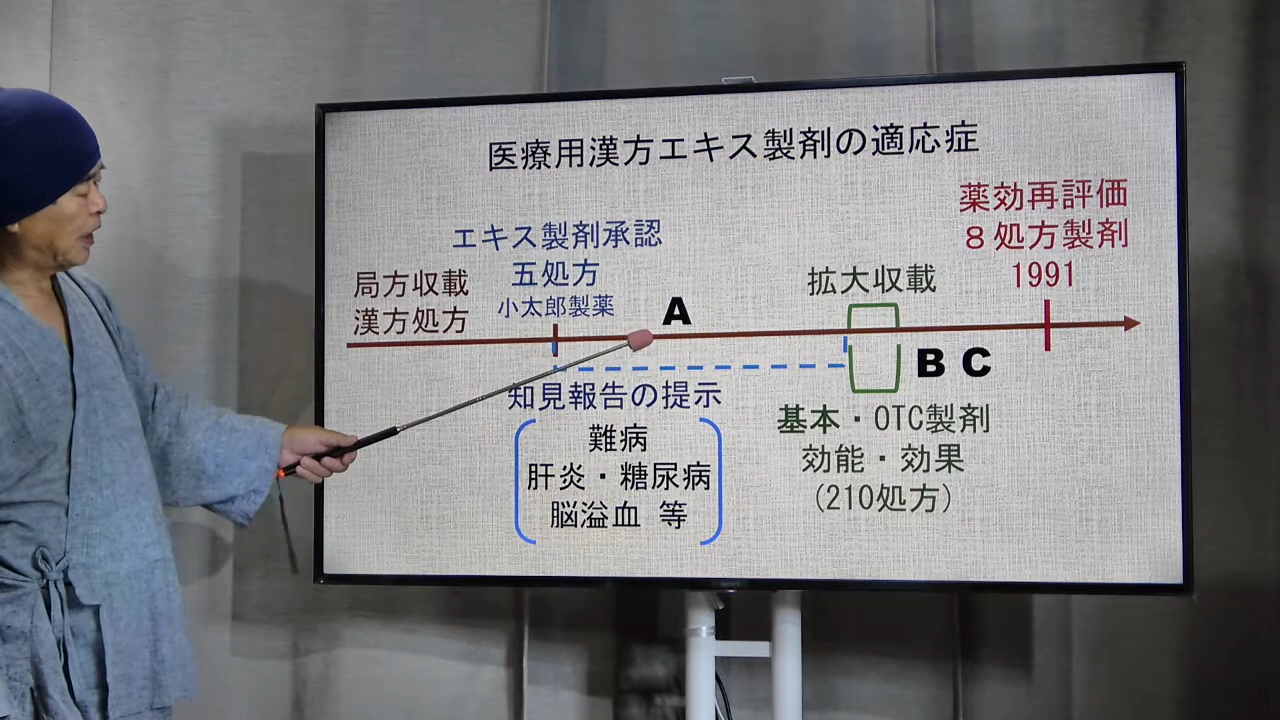 医療用漢方エキス製剤の適応症
薬効再評価
８処方製剤
1991
エキス製剤承認
五処方
小太郎製薬
局方収載
漢方処方
拡大収載
A
B C
知見報告の提示
難病
肝炎・糖尿病
脳溢血 等
基本・OTC製剤
効能・効果
(210処方)
SONY